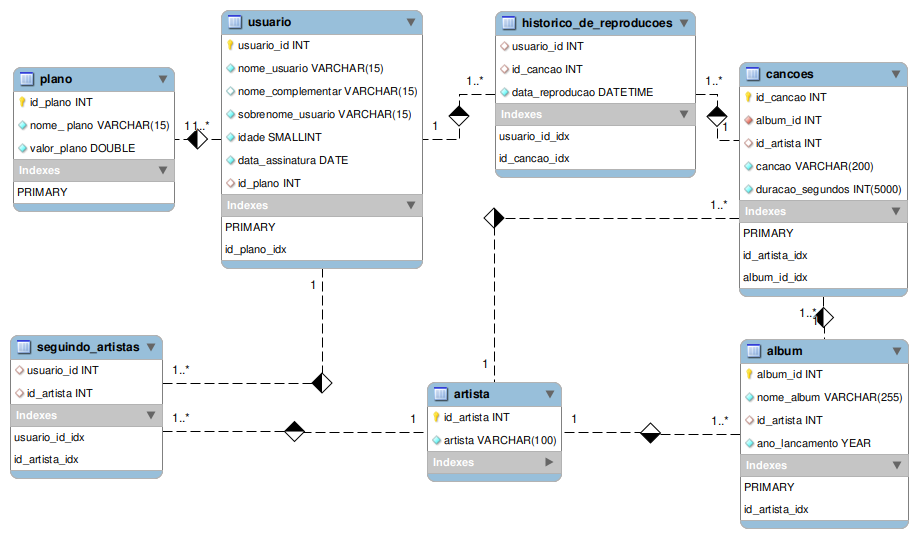 plano
id_plano INT
nome_ plano VARCHAR(15)
valor_plano DOUBLE
Indexes
PRIMARY
1
1..*
usuario
usuario_id INT
nome_usuario VARCHAR(15)
nome_complementar VARCHAR(15)
sobrenome_usuario VARCHAR(15)
idade SMALLINT
data_assinatura DATE
id_plano INT
Indexes
PRIMARY
id_plano_idx
1
1..*
historico_de_reproducoes
usuario_id INT
id_cancao INT
data_reproducao DATETIME
Indexes
usuario_id_idx
id_cancao_idx
1..*
1
cancoes
id_cancao INT
album_id INT
id_artista INT
cancao VARCHAR(200)
duracao_segundos INT(5000)
Indexes
PRIMARY
id_artista_idx
album_id_idx
1..*
1
1
1..*
1
seguindo_artistas
usuario_id INT
id_artista INT
Indexes
usuario_id_idx
id_artista_idx
1..*
1..*
1
artista
id_artista INT
artista VARCHAR(100)
Indexes
1
1..*
album
album_id INT
nome_album VARCHAR(255)
id_artista INT
ano_lancamento YEAR
Indexes
PRIMARY
id_artista_idx